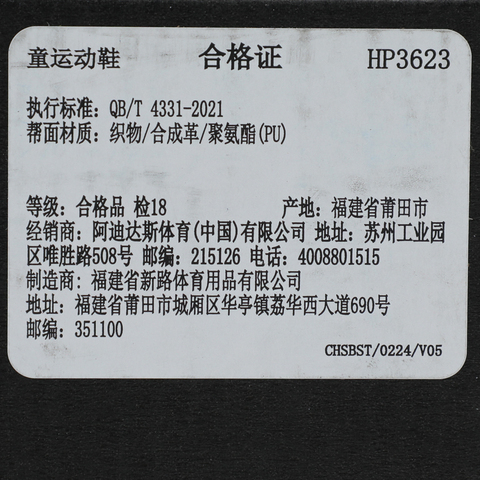 童运动鞋 合格证 HP3623
执行标准: QB/T 4331-2021
帮面材质: 织物/合成革/聚氨酯(PU)
等级: 合格品 检18 产地: 福建省莆田市
经销商: 阿迪达斯体育(中国)有限公司 地址: 苏州工业园
区唯胜路508号 邮编: 215126 电话: 4008801515
制造商: 福建省新路体育用品有限公司
地址: 福建省莆田市城厢区华亭镇荔华西大道690号
邮编: 351100
CHSBST/0224/V05